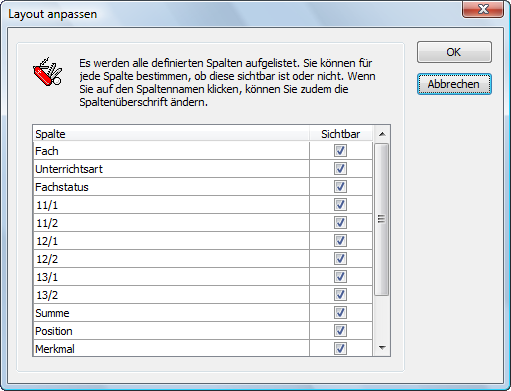 Layout anpassen
Es werden alle definierten Spalten aufgelistet. Sie können für
jede Spalte bestimmen, ob diese sichtbar ist oder nicht. Wenn
Sie auf den Spaltennamen klicken, können Sie zudem die
Spaltenüberschrift ändern.
OK
Abbrechen
Spalte Sichtbar
Fach
Unterrichtsart
Fachstatus
11/1
11/2
12/1
12/2
13/1
13/2
Summe
Position
Merkmal